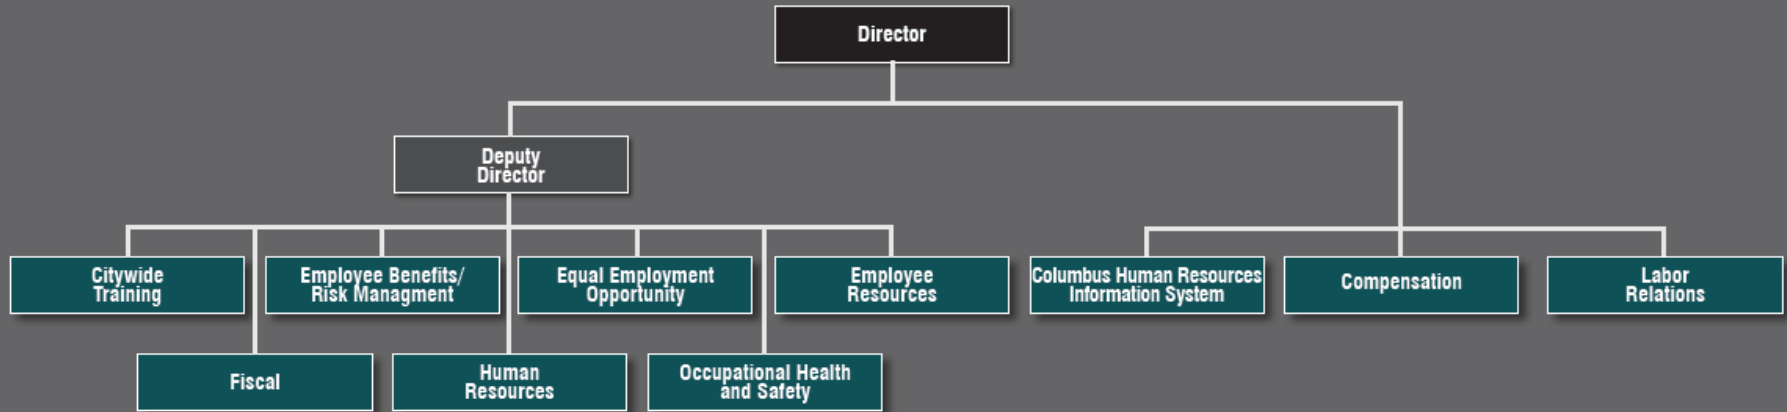 Director
Deputy
Director
Citywide
Training
Employee Benefits/
Risk Managment
Equal Employment
Opportunity
Employee
Resources
Columbus Human Resources
Information System
Compensation
Labor
Relations
Fiscal
Human
Resources
Occupational Health
and Safety